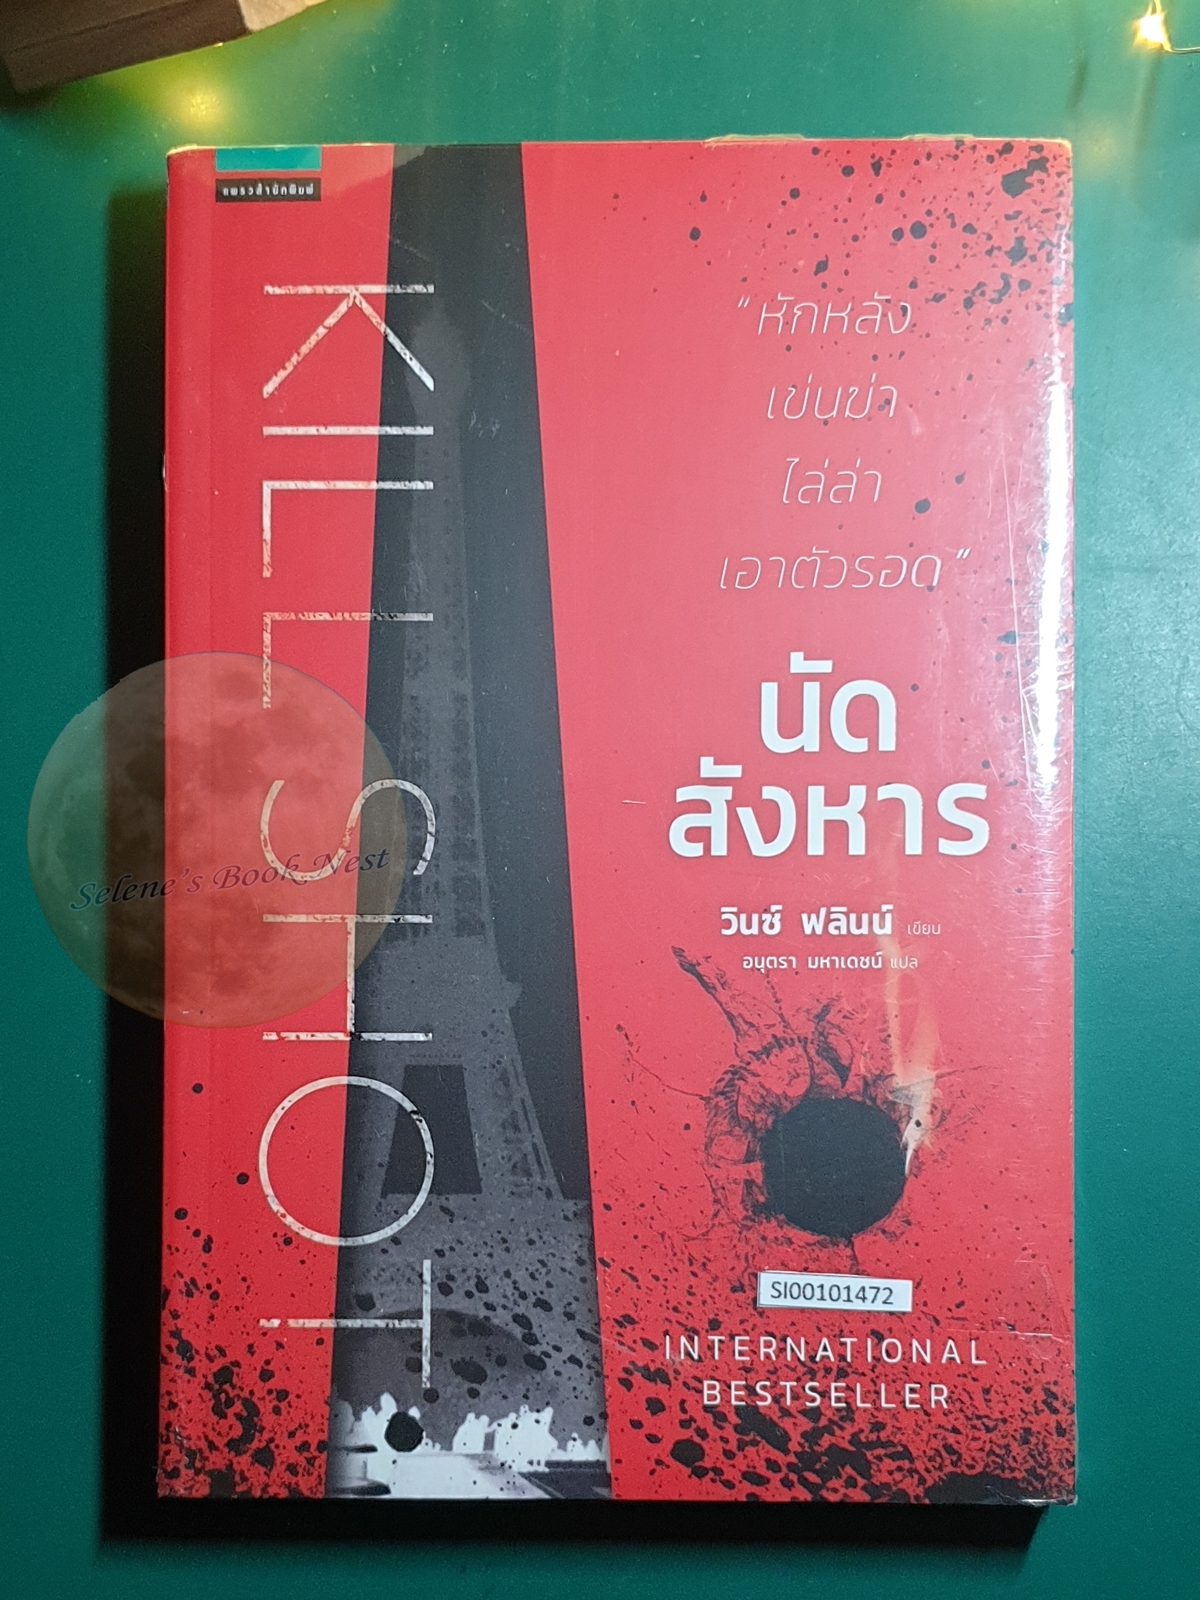 แพรวสำนักพิมพ์
KILL SHOT
“หักหลัง
เข่นฆ่า
ไล่ล่า
เอาตัวรอด”
นัด
สังหาร
วินซ์ ฟลินน์ เขียน
อนุตรา มหาเดชน์ แปล
Selene's Book Nest
SI00101472
INTERNATIONAL
BESTSELLER